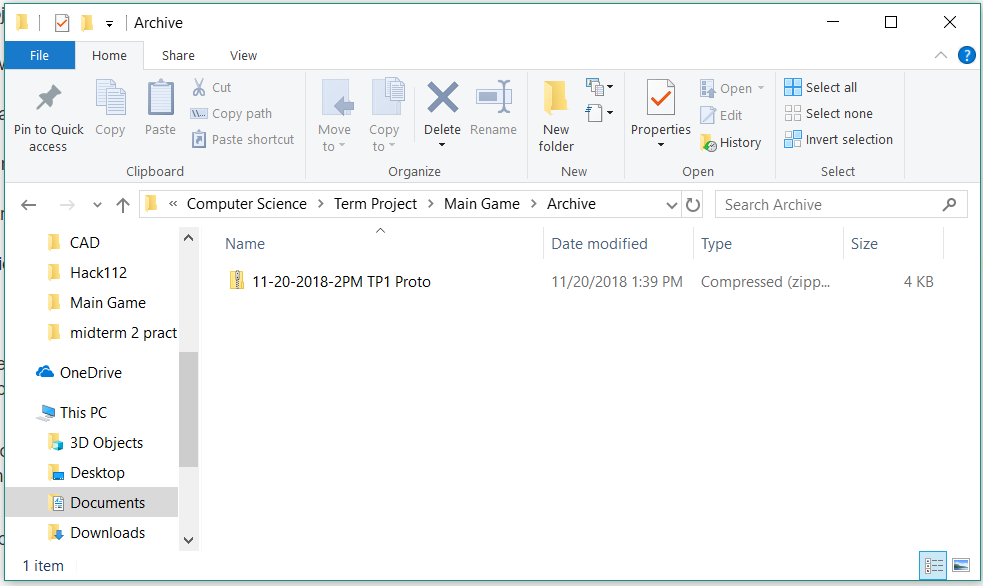 Archive
File Home Share View
Pin to Quick access
Copy
Paste
Cut
Copy path
Paste shortcut
Clipboard
Move to
Copy to
Delete
Rename
Organize
New folder
New
Properties
Open
Edit
History
Open
Select all
Select none
Invert selection
Select
« Computer Science > Term Project > Main Game > Archive
Search Archive
Name Date modified Type Size
11-20-2018-2PM TP1 Proto 11/20/2018 1:39 PM Compressed (zipp... 4 KB
CAD
Hack112
Main Game
midterm 2 pract
OneDrive
This PC
3D Objects
Desktop
Documents
Downloads
1 item